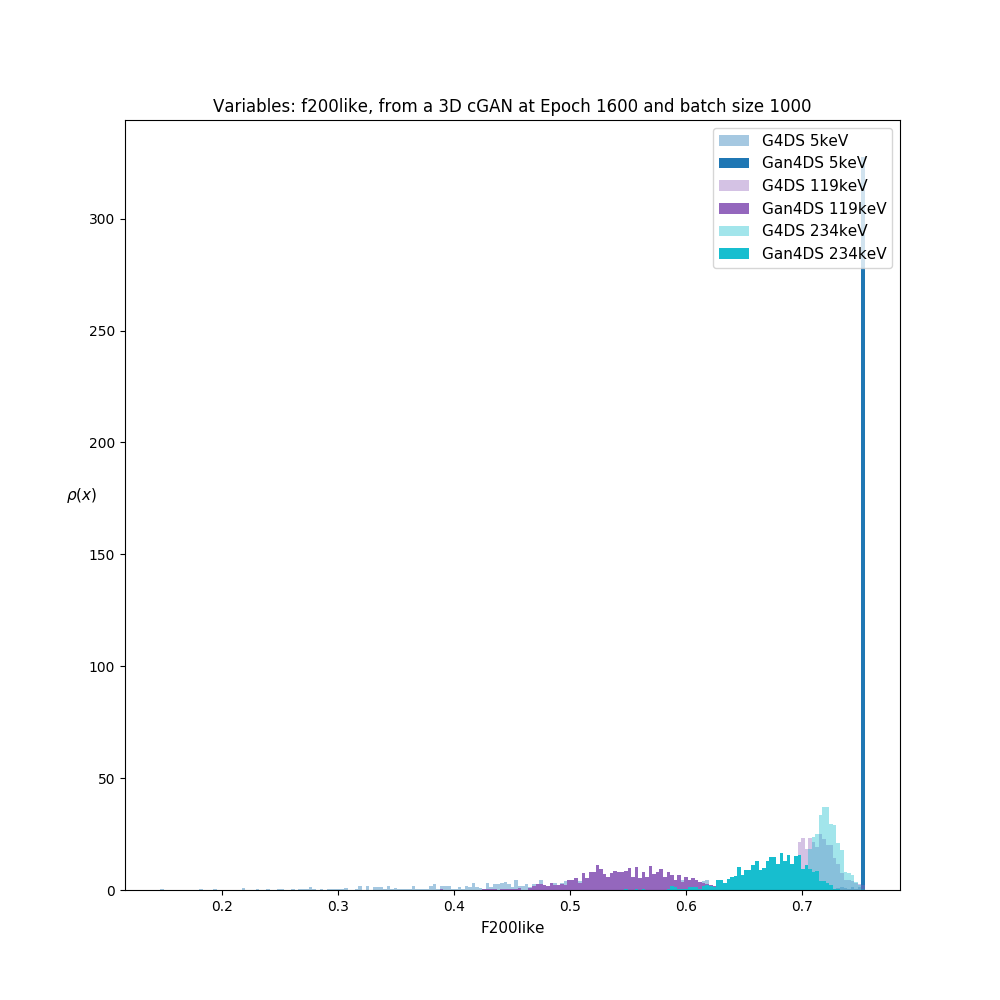 Variables: f200like, from a 3D cGAN at Epoch 1600 and batch size 1000
G4DS 5keV
Gan4DS 5keV
G4DS 119keV
Gan4DS 119keV
G4DS 234keV
Gan4DS 234keV
300
250
200
ρ(x)
150
100
50
0
0.2 0.3 0.4 0.5 0.6 0.7
F200like